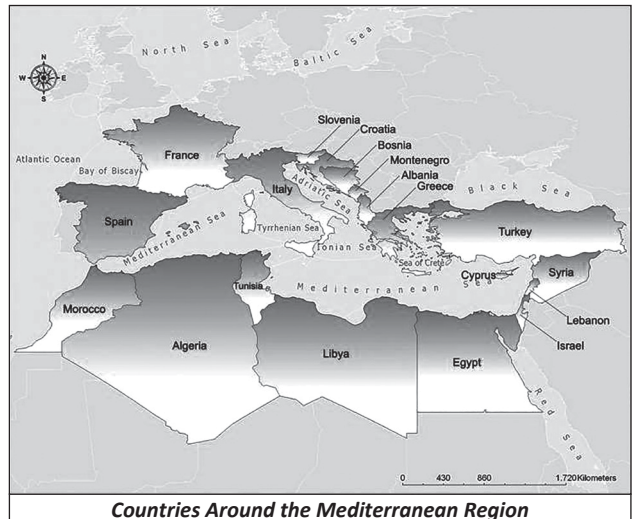 North Sea
Baltic Sea
N
W
E
S
Slovenia
Croatia
Bosnia
Montenegro
Albania
Greece
France
Atlantic Ocean
Bay of Biscay
Italy
Adriatic Sea
Black Sea
Spain
Mediterranean Sea
Tyrrhenian Sea
Ionian Sea
Turkey
Sea of Crete
Cyprus
Syria
Tunisia
Mediterranean Sea
Morocco
Lebanon
Algeria
Libya
Egypt
Israel
Red Sea
0 430 860 1,720 Kilometers
Countries Around the Mediterranean Region